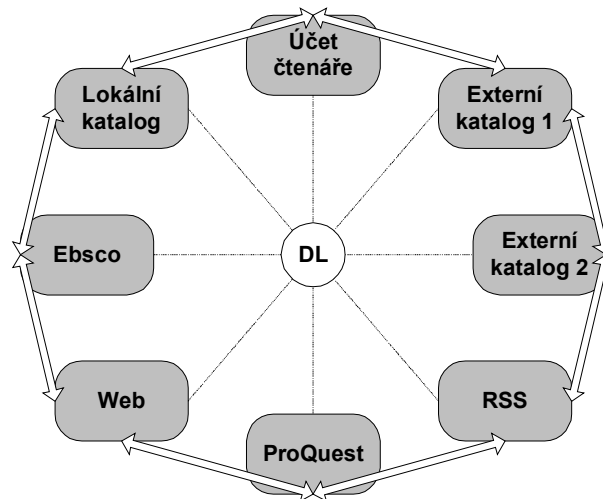 Účet
čtenáře
Lokální
katalog
Externí
katalog 1
Ebsco
DL
Externí
katalog 2
Web
RSS
ProQuest